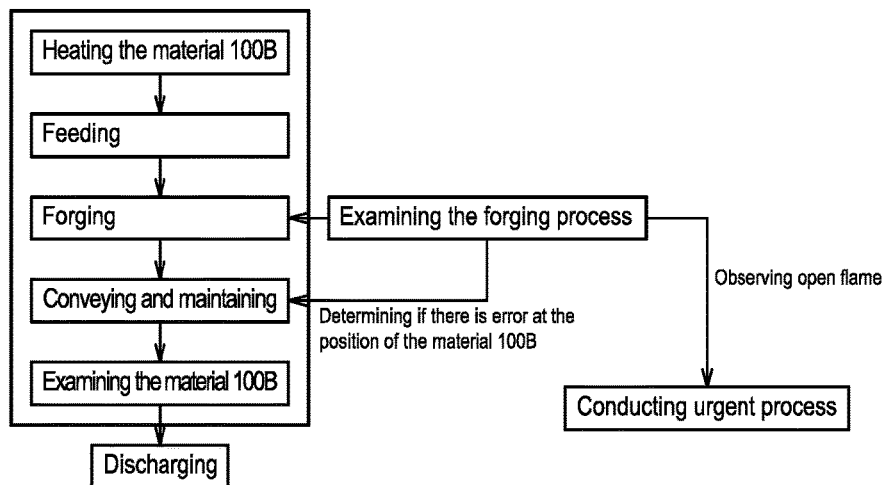 Heating the material 100B
Feeding
Forging
Examining the forging process
Observing open flame
Conveying and maintaining
Determining if there is error at the
position of the material 100B
Examining the material 100B
Conducting urgent process
Discharging